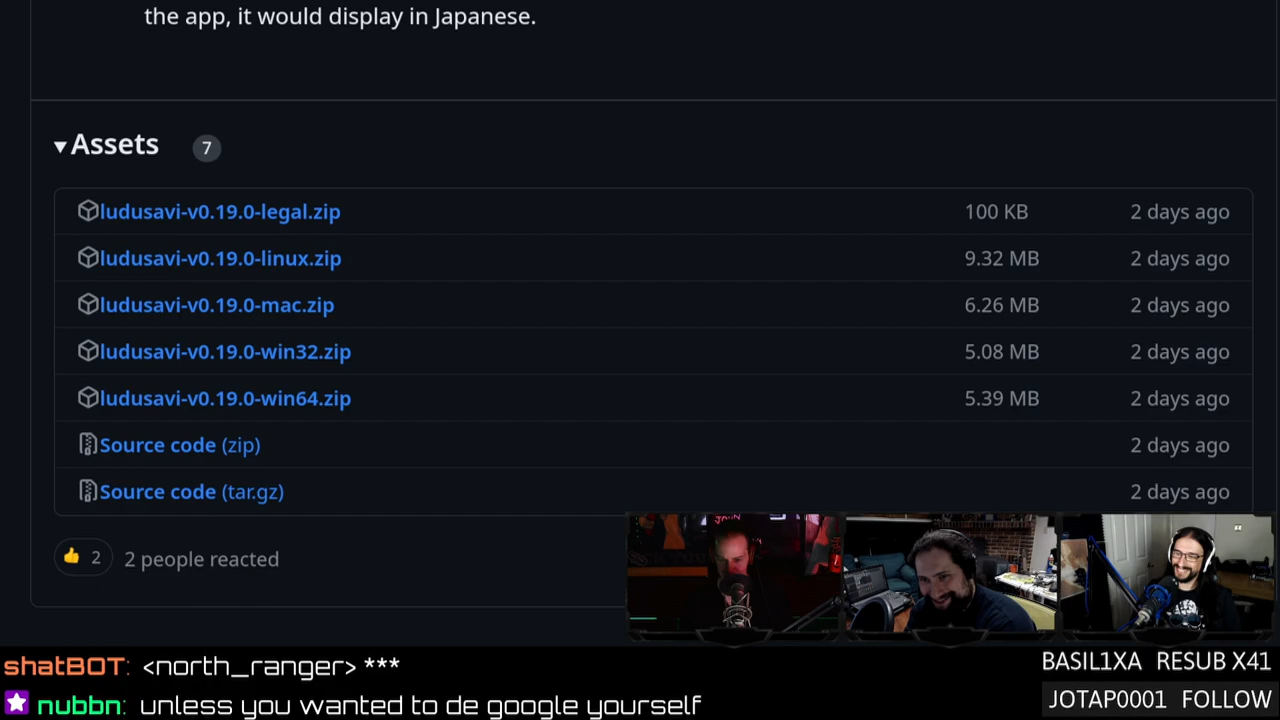 the app, it would display in Japanese.
Assets 7
ludusavi-v0.19.0-legal.zip 100 KB 2 days ago
ludusavi-v0.19.0-linux.zip 9.32 MB 2 days ago
ludusavi-v0.19.0-mac.zip 6.26 MB 2 days ago
ludusavi-v0.19.0-win32.zip 5.08 MB 2 days ago
ludusavi-v0.19.0-win64.zip 5.39 MB 2 days ago
Source code (zip) 2 days ago
Source code (tar.gz) 2 days ago
2 2 people reacted
shatBOT: <north_ranger> ***
nubbn: unless you wanted to de google yourself
BASIL1XA RESUB X41
JOTAP0001 FOLLOW